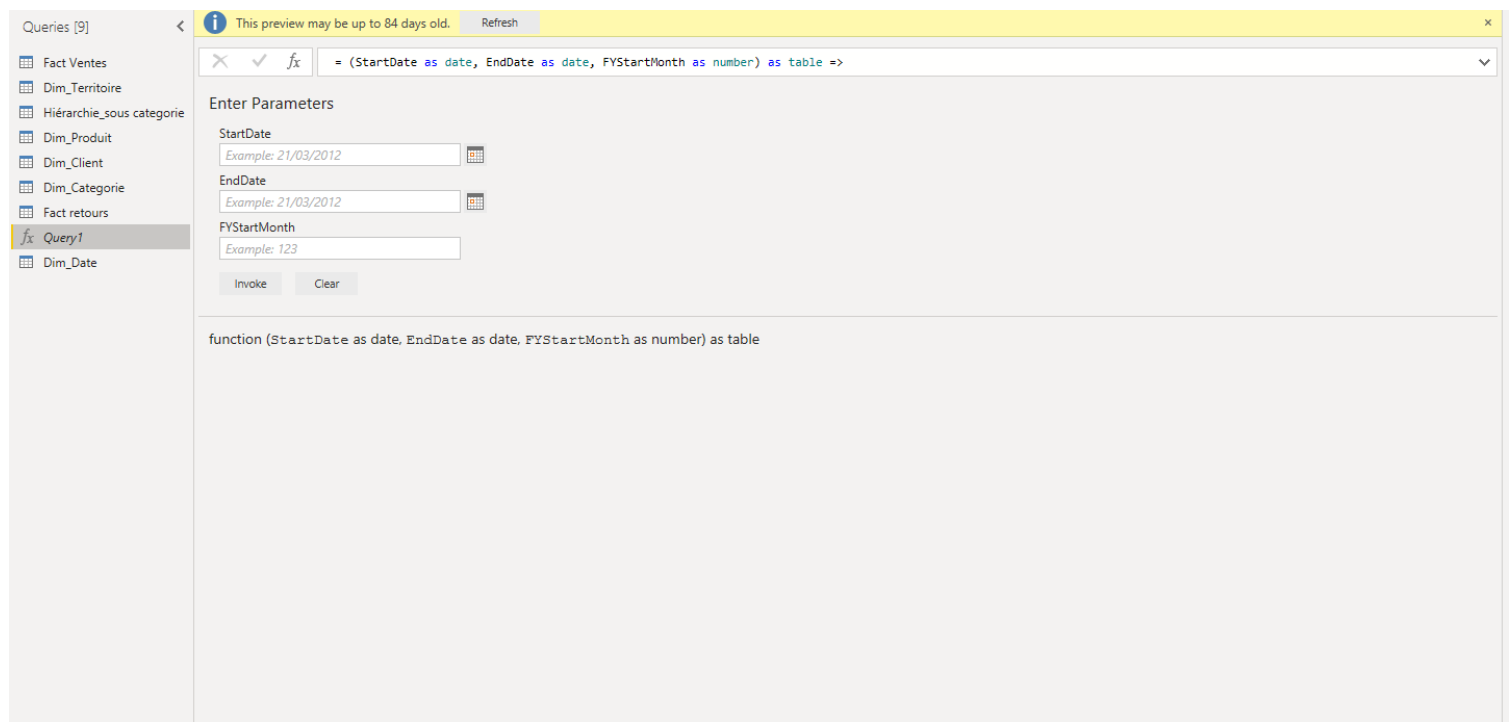 Queries [9]
This preview may be up to 84 days old. Refresh
fx = (StartDate as date, EndDate as date, FYStartMonth as number) as table =>
Fact Ventes
Dim_Territoire
Hiérarchie_sous categorie
Dim_Produit
Dim_Client
Dim_Categorie
Fact retours
fx Query1
Dim_Date
Enter Parameters
StartDate
Example: 21/03/2012
EndDate
Example: 21/03/2012
FYStartMonth
Example: 123
Invoke Clear
function (StartDate as date, EndDate as date, FYStartMonth as number) as table